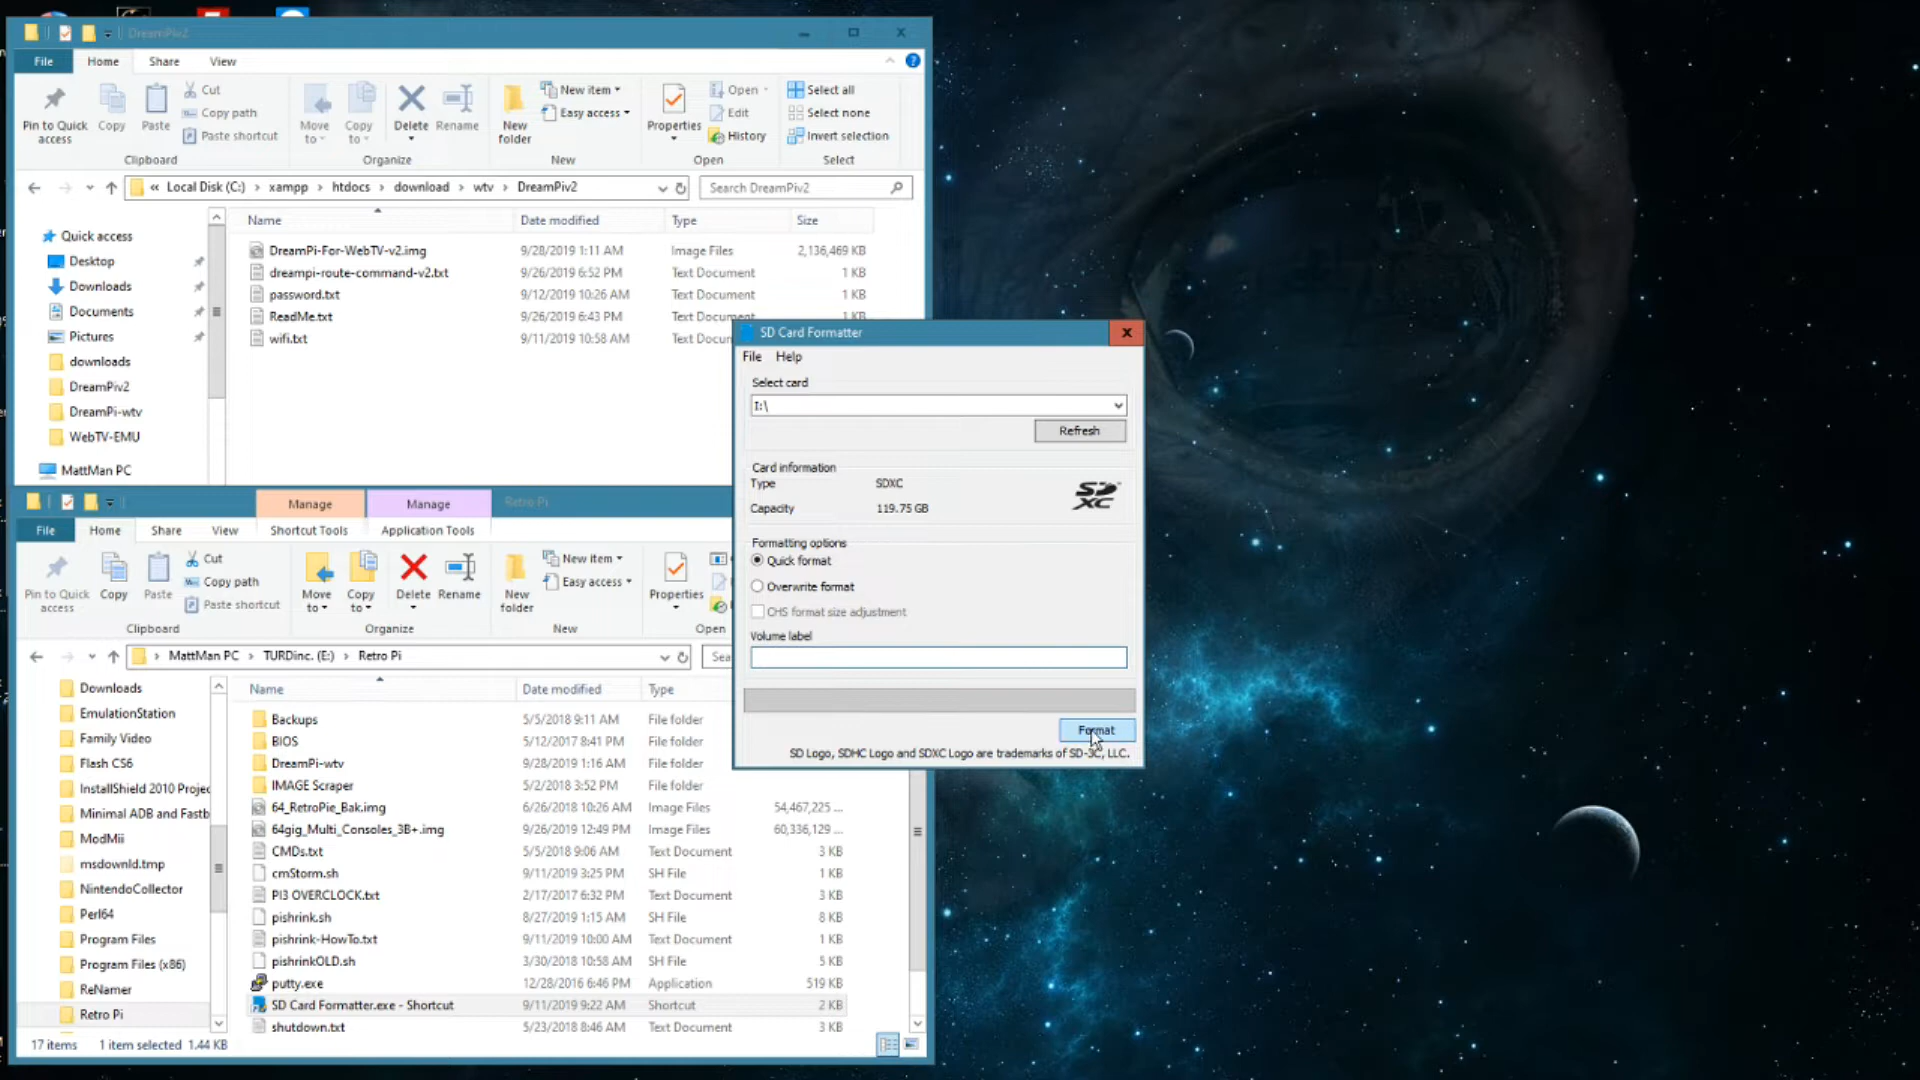 DreamPiv2
File Home Share View
Pin to Quick access
Copy
Paste
Cut
Copy path
Paste shortcut
Clipboard
Move to
Copy to
Delete
Rename
Organize
New folder
New item
Easy access
New
Properties
Open
Edit
History
Open
Select all
Select none
Invert selection
Select
« Local Disk (C:) > xampp > htdocs > download > wtv > DreamPiv2
Search DreamPiv2
Quick access
Desktop
Downloads
Documents
Pictures
downloads
DreamPiv2
DreamPi-wtv
WebTV-EMU
MattMan PC
Name Date modified Type Size
DreamPi-For-WebTV-v2.img 9/28/2019 1:11 AM Image Files 2,136,469 KB
dreampi-route-command-v2.txt 9/26/2019 6:52 PM Text Document 1 KB
password.txt 9/12/2019 10:26 AM Text Document 1 KB
ReadMe.txt 9/26/2019 6:43 PM Text Document 1 KB
wifi.txt 9/11/2019 10:58 AM Text Docu
SD Card Formatter
File Help
Select card
I:\
Refresh
Card information
Type SDXC
Capacity 119.75 GB
SD XC
Formatting options
Quick format
Overwrite format
CHS format size adjustment
Volume label
Format
SD Logo, SDHC Logo and SDXC Logo are trademarks of SD-3C, LLC.
Manage Manage Retro Pi
File Home Share View Shortcut Tools Application Tools
Pin to Quick access
Copy
Paste
Cut
Copy path
Paste shortcut
Clipboard
Move to
Copy to
Delete
Rename
Organize
New folder
New item
Easy access
New
Properties
Open
> MattMan PC > TURDinc. (E:) > Retro Pi
Sea
Downloads
EmulationStation
Family Video
Flash CS6
InstallShield 2010 Projec
Minimal ADB and Fastb
ModMii
msdownld.tmp
NintendoCollector
Perl64
Program Files
Program Files (x86)
ReNamer
Retro Pi
Name Date modified Type
Backups 5/5/2018 9:11 AM File folder
BIOS 5/12/2017 8:41 PM File folder
DreamPi-wtv 9/28/2019 1:16 AM File folder
IMAGE Scraper 5/2/2018 3:52 PM File folder
64_RetroPie_Bak.img 6/26/2018 10:26 AM Image Files 54,467,225 ...
64gig_Multi_Consoles_3B+.img 9/26/2019 12:49 PM Image Files 60,336,129 ...
CMDs.txt 5/5/2018 9:06 AM Text Document 3 KB
cmStorm.sh 9/11/2019 3:25 PM SH File 1 KB
PI3 OVERCLOCK.txt 2/17/2017 6:32 PM Text Document 3 KB
pishrink.sh 8/27/2019 1:15 AM SH File 8 KB
pishrink-HowTo.txt 9/11/2019 10:00 AM Text Document 1 KB
pishrinkOLD.sh 3/30/2018 10:58 AM SH File 5 KB
putty.exe 12/28/2016 6:46 PM Application 519 KB
SD Card Formatter.exe - Shortcut 9/11/2019 9:22 AM Shortcut 2 KB
shutdown.txt 5/23/2018 8:46 AM Text Document 3 KB
17 items 1 item selected 1.44 KB